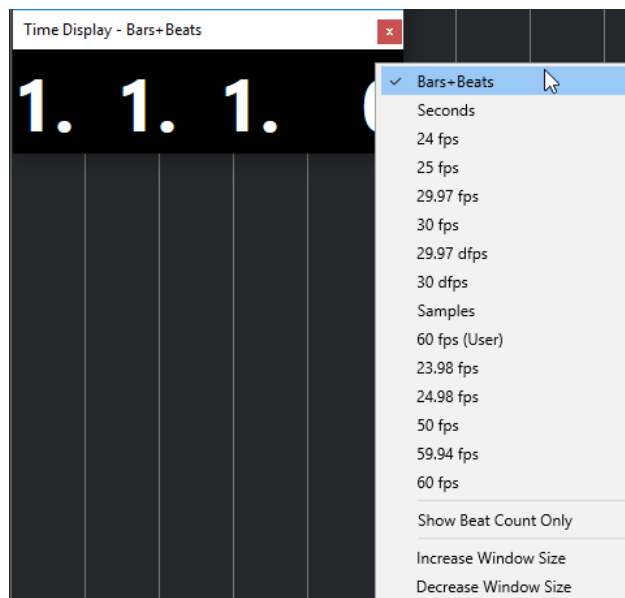 Time Display - Bars+Beats
x
1. 1. 1.
Bars+Beats
Seconds
24 fps
25 fps
29.97 fps
30 fps
29.97 dfps
30 dfps
Samples
60 fps (User)
23.98 fps
24.98 fps
50 fps
59.94 fps
60 fps
Show Beat Count Only
Increase Window Size
Decrease Window Size